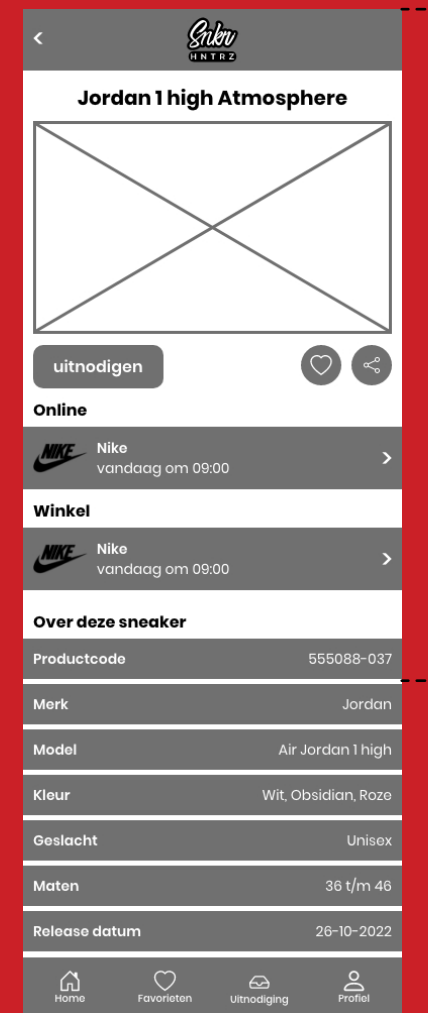 Snkn
HNTRZ
Jordan 1 high Atmosphere
uitnodigen
Online
NIKE
Nike
vandaag om 09:00
Winkel
NIKE
Nike
vandaag om 09:00
Over deze sneaker
Productcode 555088-037
Merk Jordan
Model Air Jordan 1 high
Kleur Wit, Obsidian, Roze
Geslacht Unisex
Maten 36 t/m 46
Release datum 26-10-2022
Home Favorieten Uitnodiging Profiel